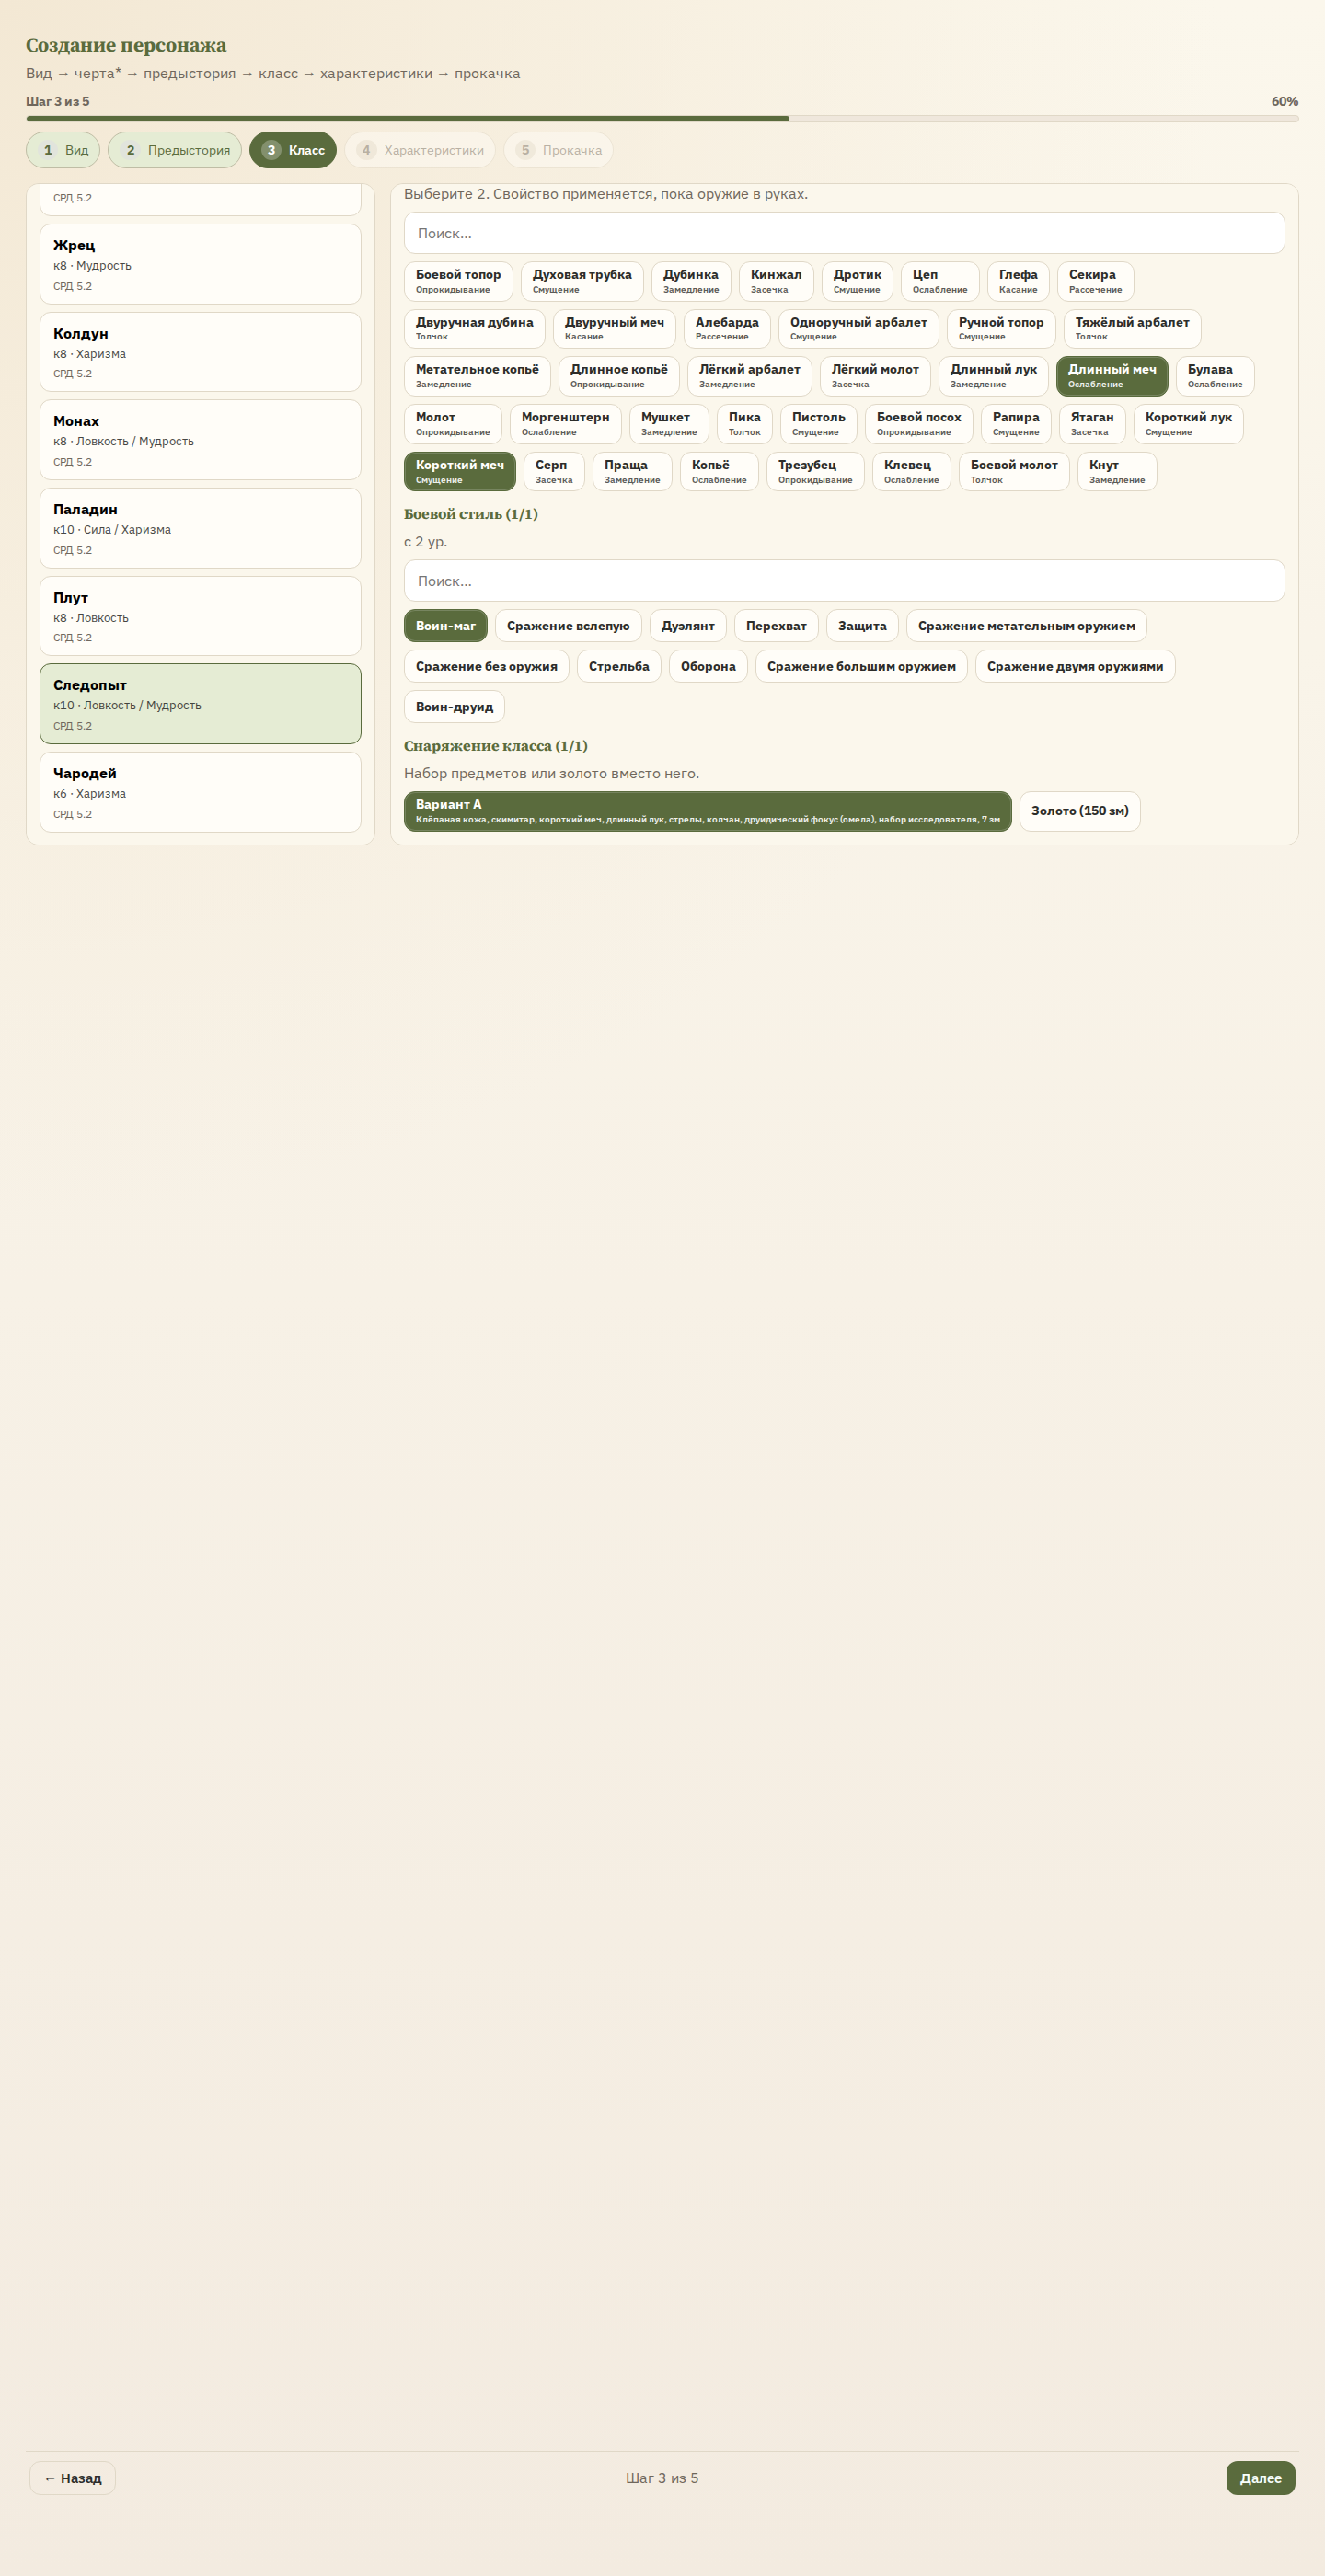 Создание персонажа
Вид → черта* → предыстория → класс → характеристики → прокачка
Шаг 3 из 5
60%
1 Вид
2 Предыстория
3 Класс
4 Характеристики
5 Прокачка
СРД 5.2
Жрец
к8 · Мудрость
СРД 5.2
Колдун
к8 · Харизма
СРД 5.2
Монах
к8 · Ловкость / Мудрость
СРД 5.2
Паладин
к10 · Сила / Харизма
СРД 5.2
Плут
к8 · Ловкость
СРД 5.2
Следопыт
к10 · Ловкость / Мудрость
СРД 5.2
Чародей
к6 · Харизма
СРД 5.2
Выберите 2. Свойство применяется, пока оружие в руках.
Поиск...
Боевой топор
Опрокидывание
Духовая трубка
Смущение
Дубинка
Замедление
Кинжал
Засечка
Дротик
Смущение
Цеп
Ослабление
Глефа
Касание
Секира
Рассечение
Двуручная дубина
Толчок
Двуручный меч
Касание
Алебарда
Рассечение
Одноручный арбалет
Смущение
Ручной топор
Смущение
Тяжёлый арбалет
Толчок
Метательное копьё
Замедление
Длинное копьё
Опрокидывание
Лёгкий арбалет
Замедление
Лёгкий молот
Засечка
Длинный лук
Замедление
Длинный меч
Ослабление
Булава
Ослабление
Молот
Опрокидывание
Моргенштерн
Ослабление
Мушкет
Замедление
Пика
Толчок
Пистоль
Смущение
Боевой посох
Опрокидывание
Рапира
Смущение
Ятаган
Засечка
Короткий лук
Смущение
Короткий меч
Смущение
Серп
Засечка
Праща
Замедление
Копьё
Ослабление
Трезубец
Опрокидывание
Клевец
Ослабление
Боевой молот
Толчок
Кнут
Замедление
Боевой стиль (1/1)
с 2 ур.
Поиск...
Воин-маг
Сражение вслепую
Дуэлянт
Перехват
Защита
Сражение метательным оружием
Сражение без оружия
Стрельба
Оборона
Сражение большим оружием
Сражение двумя оружиями
Воин-друид
Снаряжение класса (1/1)
Набор предметов или золото вместо него.
Вариант A
Клёпаная кожа, скимитар, короткий меч, длинный лук, стрелы, колчан, друидический фокус (омела), набор исследователя, 7 зм
Золото (150 зм)
← Назад
Шаг 3 из 5
Далее